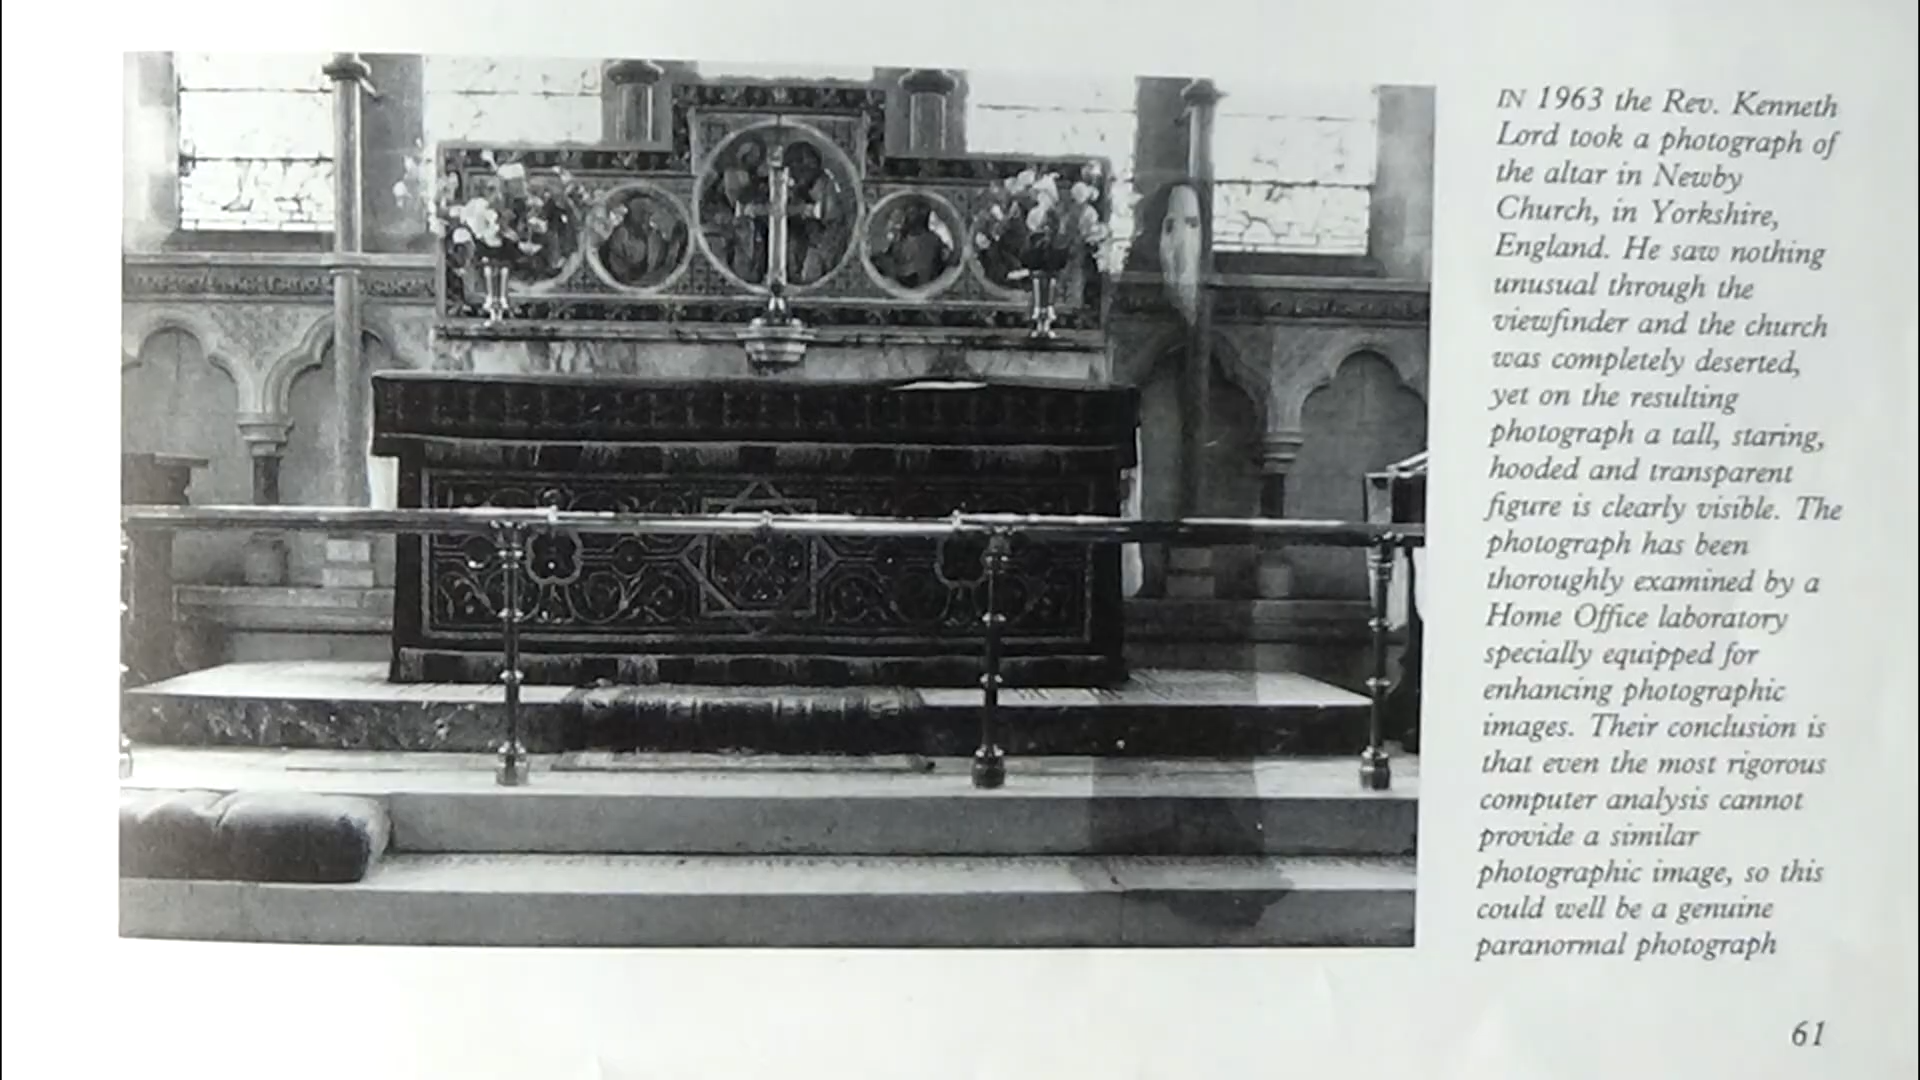 IN 1963 the Rev. Kenneth
Lord took a photograph of
the altar in Newby
Church, in Yorkshire,
England. He saw nothing
unusual through the
viewfinder and the church
was completely deserted,
yet on the resulting
photograph a tall, staring,
hooded and transparent
figure is clearly visible. The
photograph has been
thoroughly examined by a
Home Office laboratory
specially equipped for
enhancing photographic
images. Their conclusion is
that even the most rigorous
computer analysis cannot
provide a similar
photographic image, so this
could well be a genuine
paranormal photograph
61